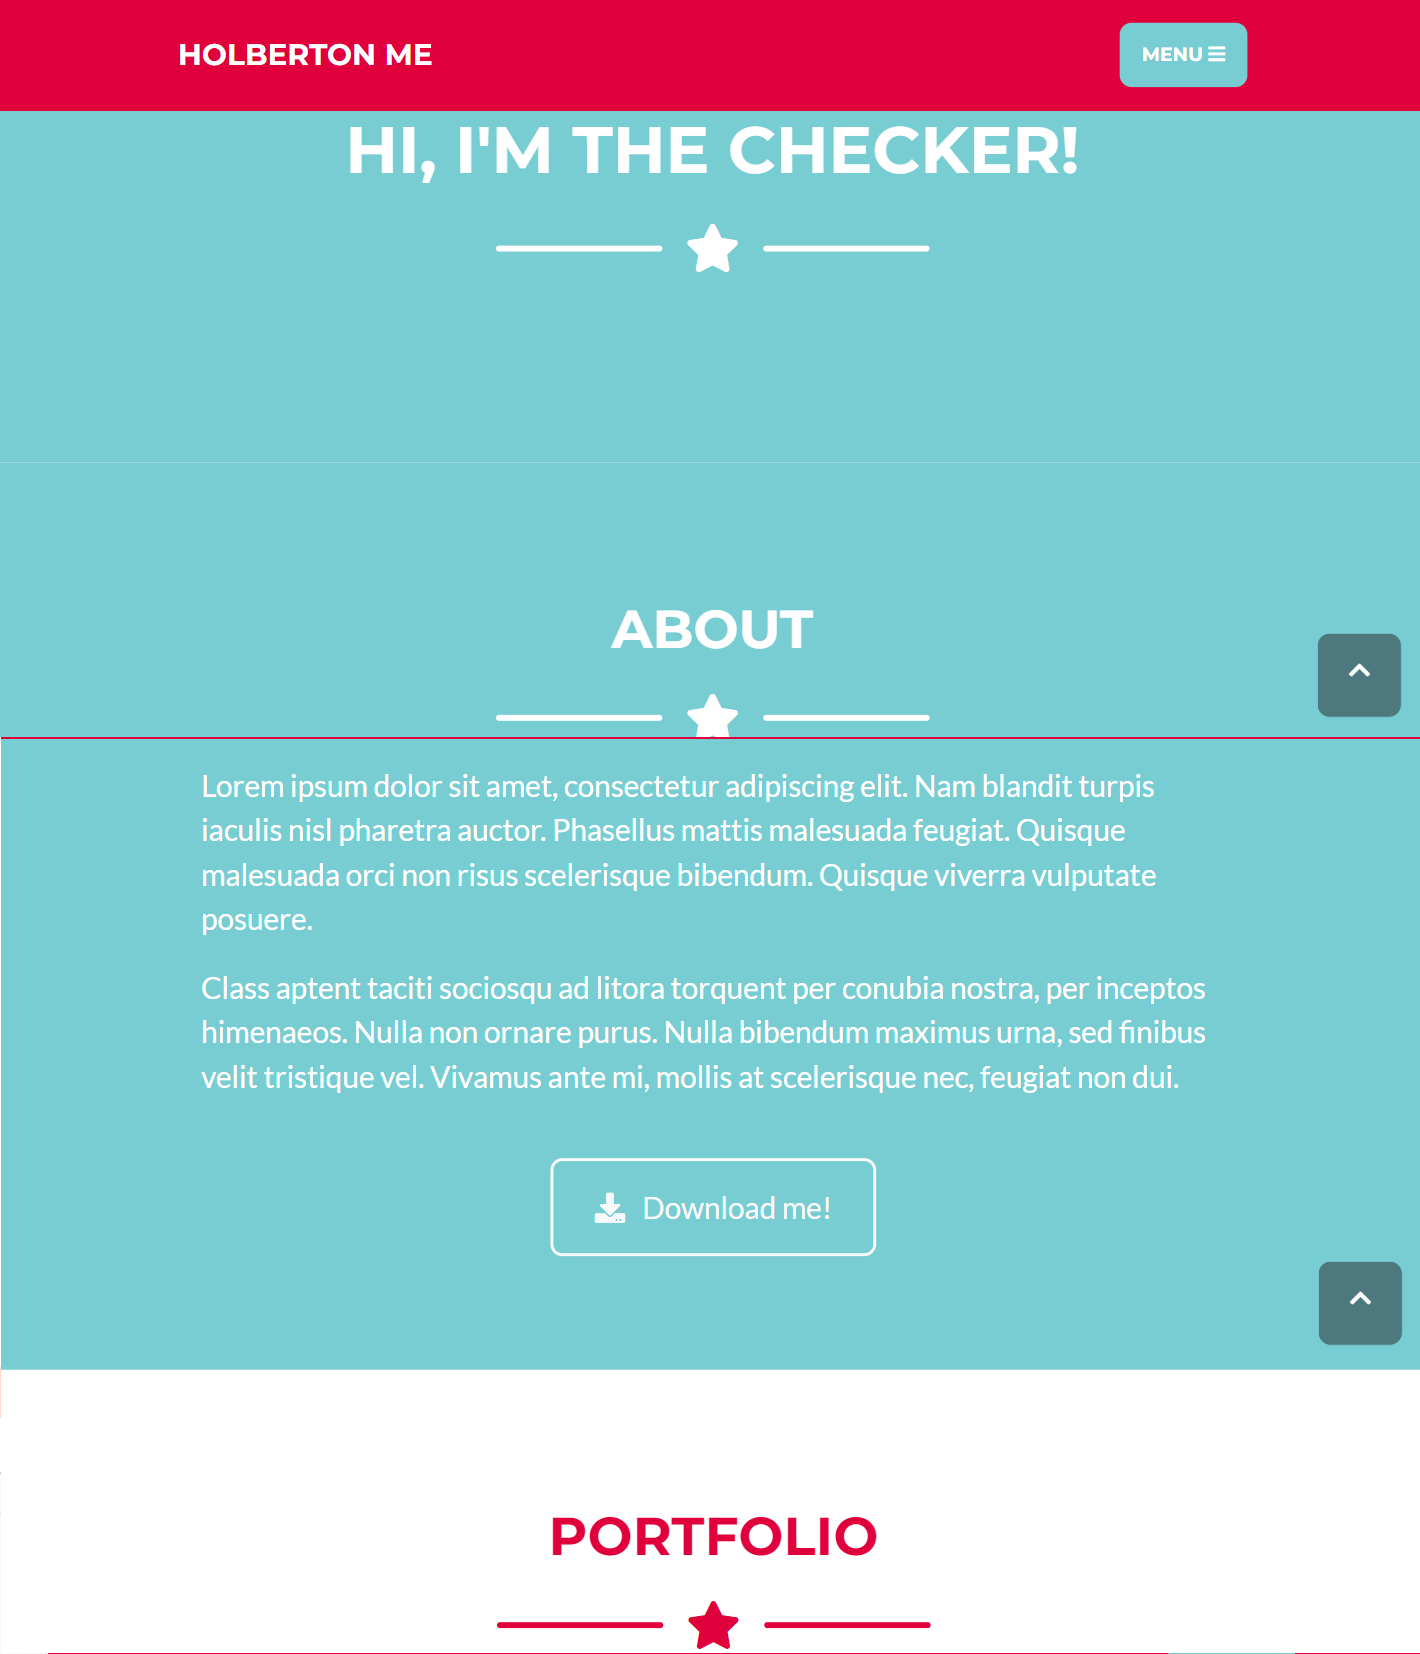 HOLBERTON ME
MENU
HI, I'M THE CHECKER!
ABOUT
Lorem ipsum dolor sit amet, consectetur adipiscing elit. Nam blandit turpis
iaculis nisl pharetra auctor. Phasellus mattis malesuada feugiat. Quisque
malesuada orci non risus scelerisque bibendum. Quisque viverra vulputate
posuere.
Class aptent taciti sociosqu ad litora torquent per conubia nostra, per inceptos
himenaeos. Nulla non ornare purus. Nulla bibendum maximus urna, sed finibus
velit tristique vel. Vivamus ante mi, mollis at scelerisque nec, feugiat non dui.
Download me!
PORTFOLIO